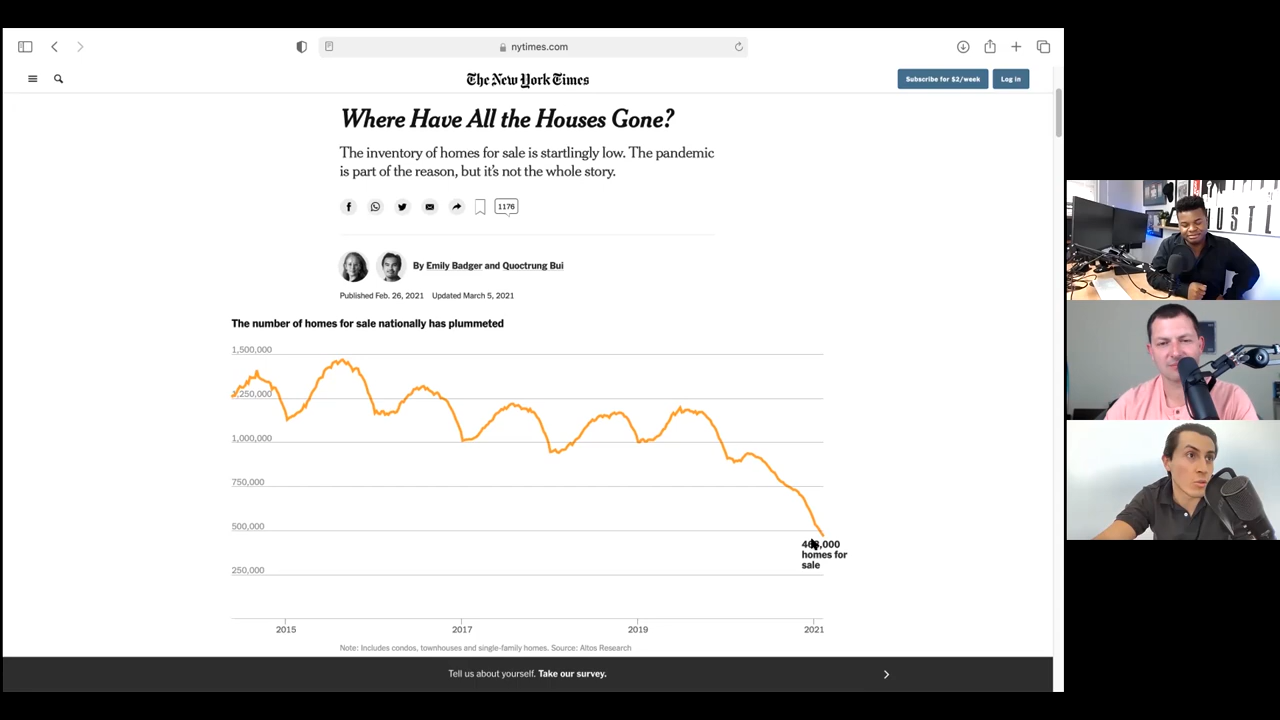 nytimes.com
The New York Times
Subscribe for $2/week
Log in
Where Have All the Houses Gone?
The inventory of homes for sale is startlingly low. The pandemic
is part of the reason, but it's not the whole story.
1176
By Emily Badger and Quoctrung Bui
Published Feb. 26, 2021 Updated March 5, 2021
The number of homes for sale nationally has plummeted
1,500,000
1,250,000
1,000,000
750,000
500,000
250,000
homes for
sale
2015 2017 2019 2021
Note: Includes condos, townhouses and single-family homes. Source: Altos Research
Tell us about yourself. Take our survey.